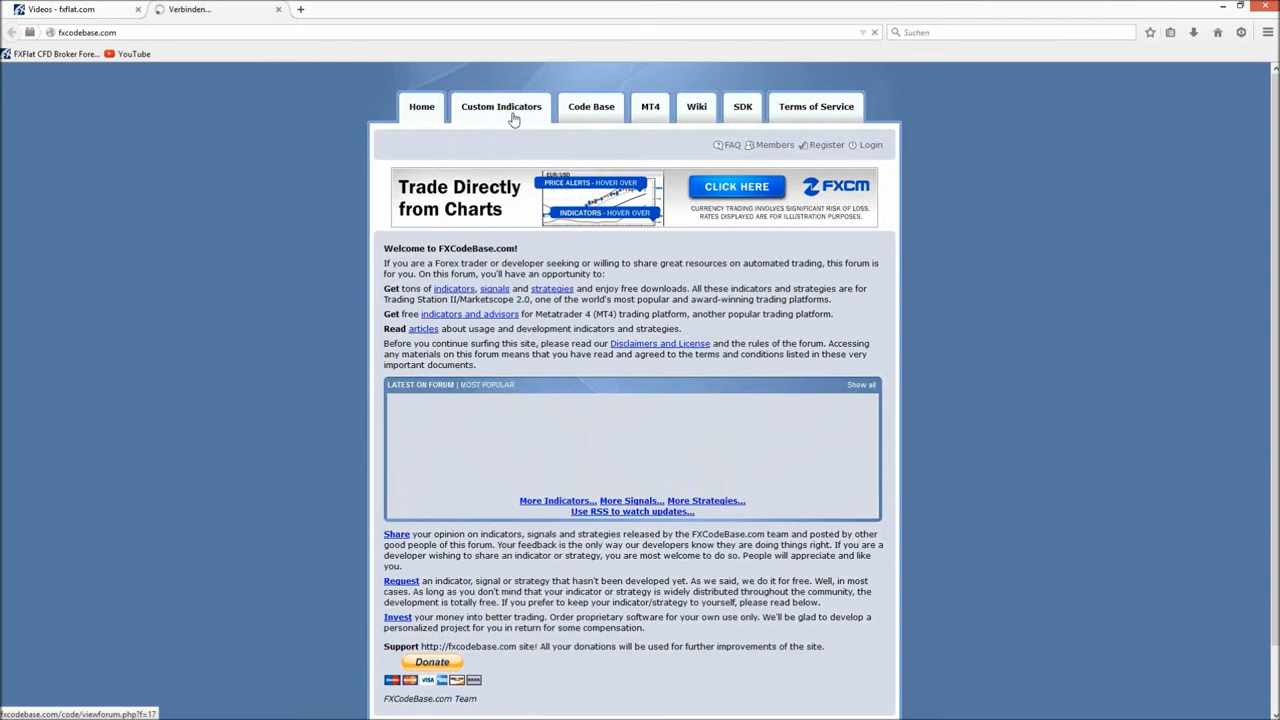 Videos - fxflat.com
Verbinden...
fxcodebase.com
Suchen
FXFlat CFD Broker Fore...
YouTube
Home
Custom Indicators
Code Base
MT4
Wiki
SDK
Terms of Service
FAQ
Members
Register
Login
Trade Directly
from Charts
EUR/USD
PRICE ALERTS - HOVER OVER
INDICATORS - HOVER OVER
CLICK HERE
FXCM
CURRENCY TRADING INVOLVES SIGNIFICANT RISK OF LOSS.
RATES DISPLAYED ARE FOR ILLUSTRATION PURPOSES.
Welcome to FXCodeBase.com!
If you are a Forex trader or developer seeking or willing to share great resources on automated trading, this forum is
for you. On this forum, you'll have an opportunity to:
Get tons of indicators, signals and strategies and enjoy free downloads. All these indicators and strategies are for
Trading Station II/Marketscope 2.0, one of the world's most popular and award-winning trading platforms.
Get free indicators and advisors for Metatrader 4 (MT4) trading platform, another popular trading platform.
Read articles about usage and development indicators and strategies.
Before you continue surfing this site, please read our Disclaimers and License and the rules of the forum. Accessing
any materials on this forum means that you have read and agreed to the terms and conditions listed in these very
important documents.
LATEST ON FORUM | MOST POPULAR
Show all
More Indicators... More Signals... More Strategies...
Use RSS to watch updates...
Share your opinion on indicators, signals and strategies released by the FXCodeBase.com team and posted by other
good people of this forum. Your feedback is the only way our developers know they are doing things right. If you are a
developer wishing to share an indicator or strategy, you are most welcome to do so. People will appreciate and like
you.
Request an indicator, signal or strategy that hasn't been developed yet. As we said, we do it for free. Well, in most
cases. As long as you don't mind that your indicator or strategy is widely distributed throughout the community, the
development is totally free. If you prefer to keep your indicator/strategy to yourself, please read below.
Invest your money into better trading. Order proprietary software for your own use only. We'll be glad to develop a
personalized project for you in return for some compensation.
Support http://fxcodebase.com site! All your donations will be used for further improvements of the site.
Donate
VISA
FXCodeBase.com Team
fxcodebase.com/code/viewforum.php?f=17